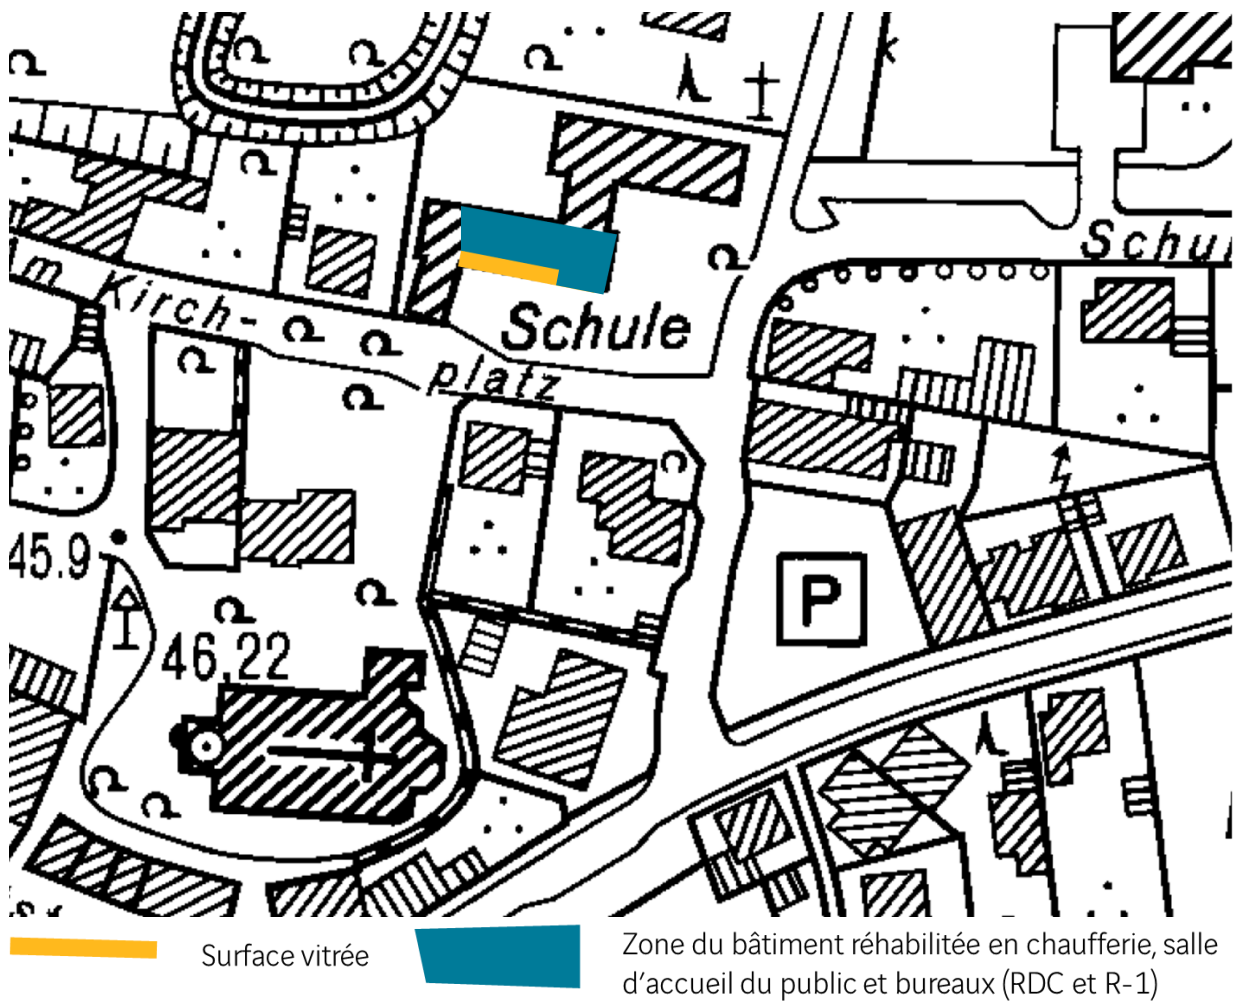 Schu
m Kirch-
platz
Schule
45.9
46.22
P
Surface vitrée
Zone du bâtiment réhabilitée en chaufferie, salle
d'accueil du public et bureaux (RDC et R-1)